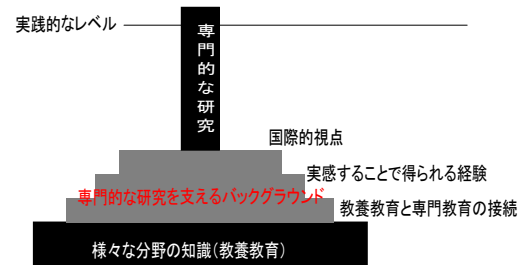 実践的なレベル
専門的な研究
国際的視点
実感することで得られる経験
専門的な研究を支えるバックグラウンド
教養教育と専門教育の接続
様々な分野の知識(教養教育)